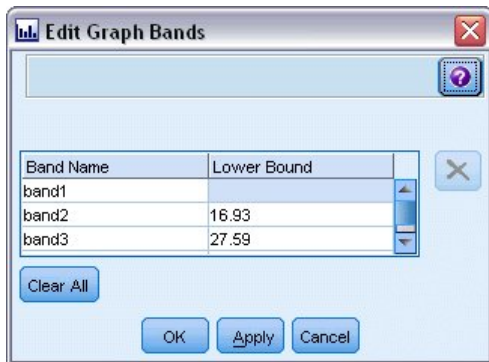 Edit Graph Bands
Band Name Lower Bound
band1
band2 16.93
band3 27.59
Clear All
OK Apply Cancel